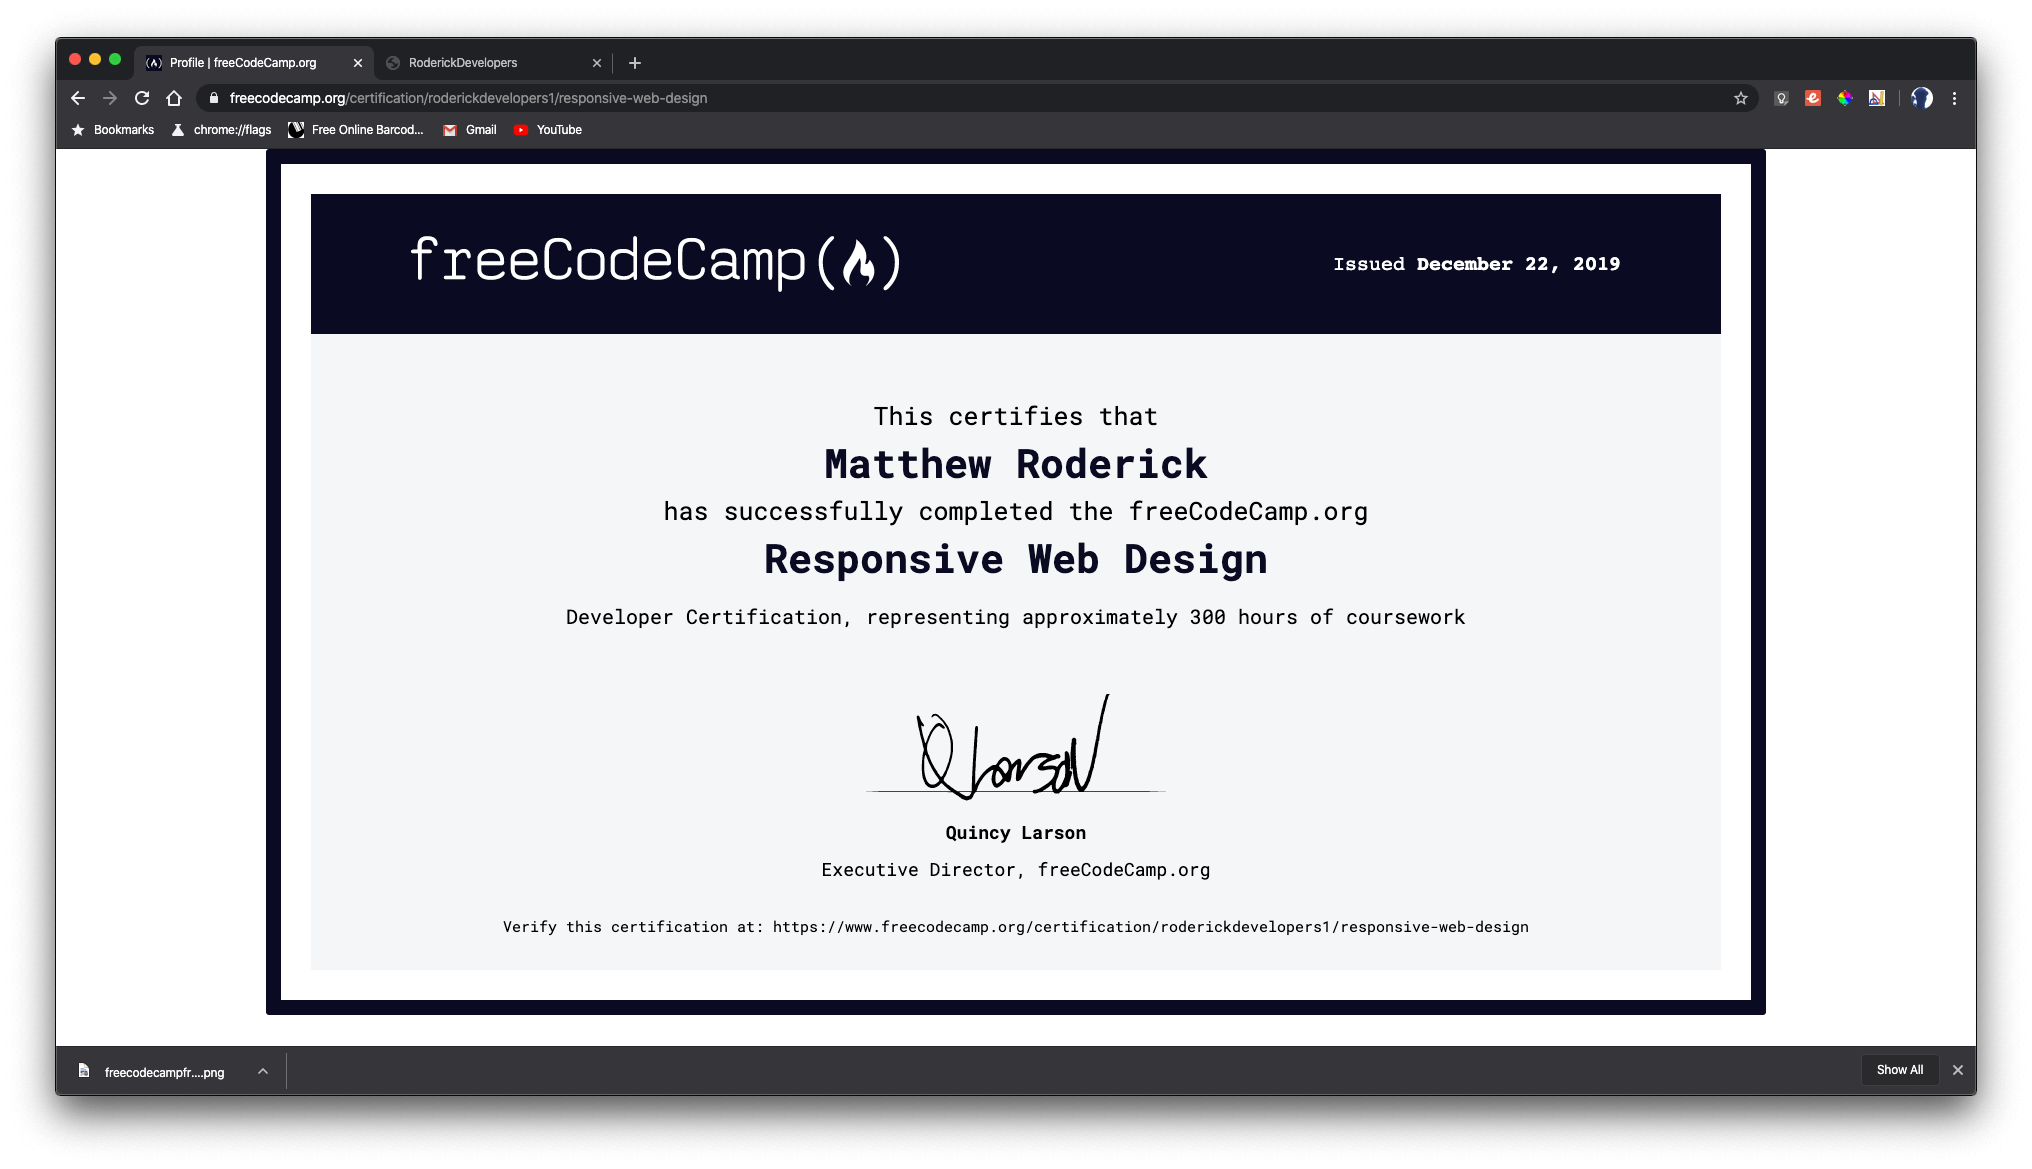 Profile | freeCodeCamp.org
RoderickDevelopers
freecodecamp.org/certification/roderickdevelopers1/responsive-web-design
Bookmarks chrome://flags Free Online Barcod... Gmail YouTube
freeCodeCamp
Issued December 22, 2019
This certifies that
Matthew Roderick
has successfully completed the freeCodeCamp.org
Responsive Web Design
Developer Certification, representing approximately 300 hours of coursework
Q Larson
Quincy Larson
Executive Director, freeCodeCamp.org
Verify this certification at: https://www.freecodecamp.org/certification/roderickdevelopers1/responsive-web-design
freecodecampfr....png
Show All